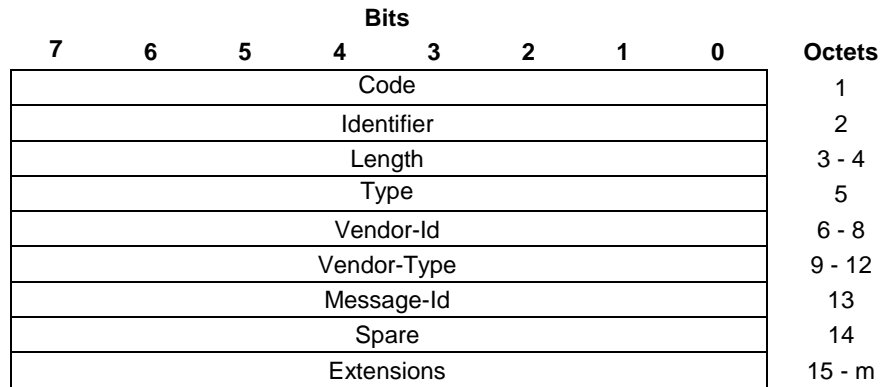 Bits
7 6 5 4 3 2 1 0 Octets
Code 1
Identifier 2
Length 3 - 4
Type 5
Vendor-Id 6 - 8
Vendor-Type 9 - 12
Message-Id 13
Spare 14
Extensions 15 - m